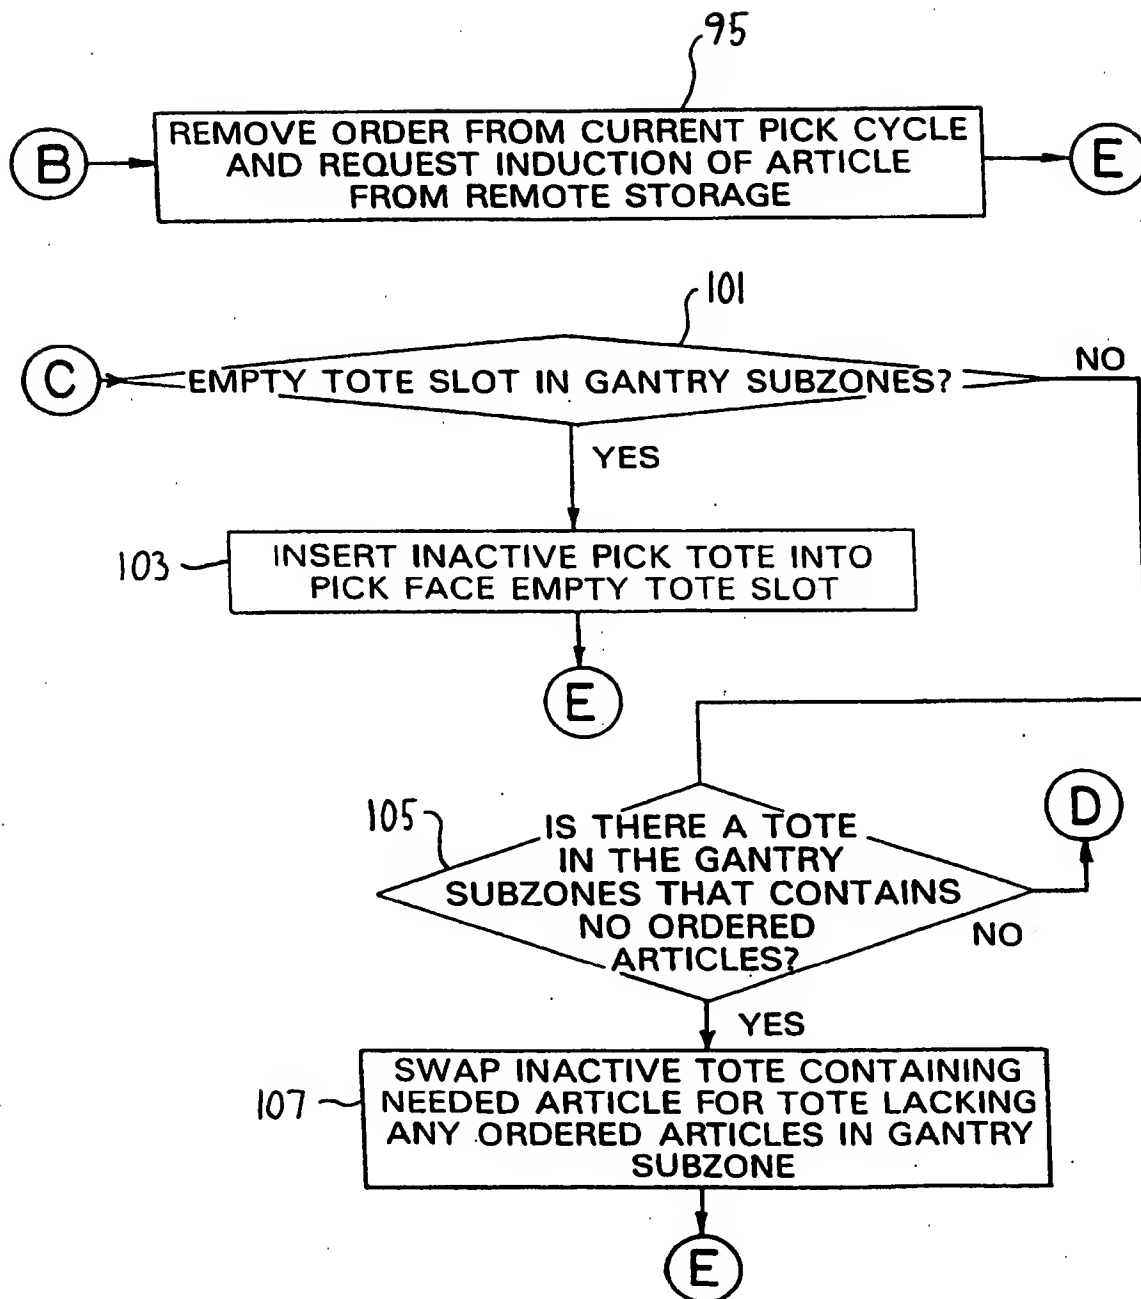 95
B
REMOVE ORDER FROM CURRENT PICK CYCLE
AND REQUEST INDUCTION OF ARTICLE
FROM REMOTE STORAGE
E
101
C
EMPTY TOTE SLOT IN GANTRY SUBZONES?
NO
YES
103
INSERT INACTIVE PICK TOTE INTO
PICK FACE EMPTY TOTE SLOT
E
D
105
IS THERE A TOTE
IN THE GANTRY
SUBZONES THAT CONTAINS
NO ORDERED
ARTICLES?
NO
YES
107
SWAP INACTIVE TOTE CONTAINING
NEEDED ARTICLE FOR TOTE LACKING
ANY ORDERED ARTICLES IN GANTRY
SUBZONE
E